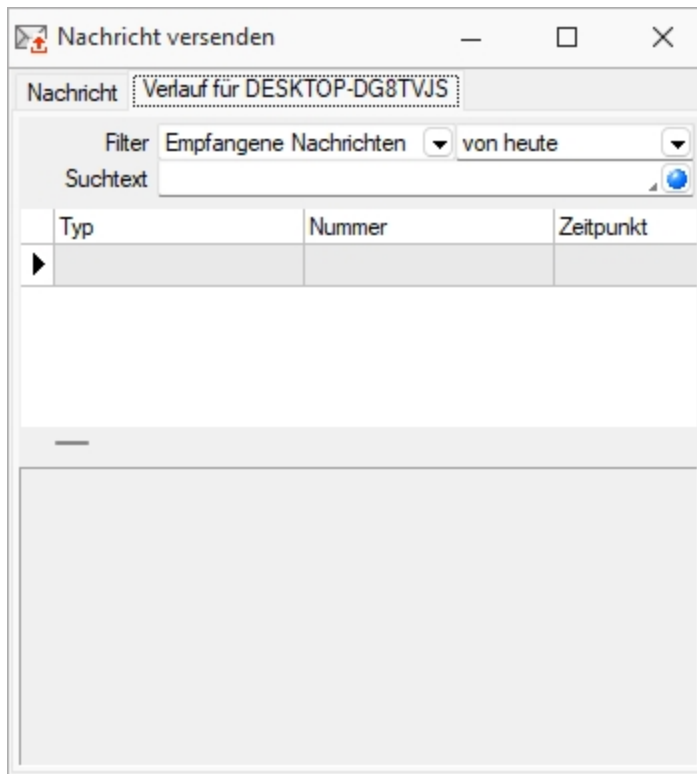 Nachricht versenden
Nachricht Verlauf für DESKTOP-DG8TVJS
Filter Empfangene Nachrichten von heute
Suchtext
Typ Nummer Zeitpunkt